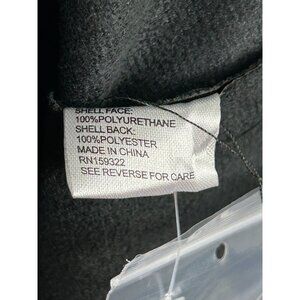 SHELL FACE:
100%POLYURETHANE
SHELL BACK:
100%POLYESTER
MADE IN CHINA
RN159322
SEE REVERSE FOR CARE